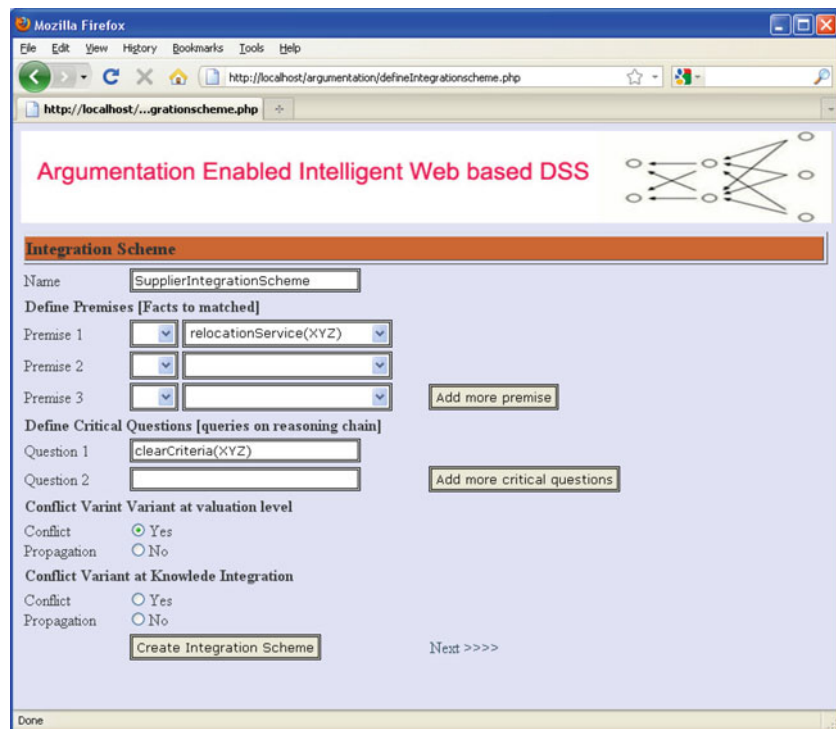 Mozilla Firefox
File Edit View History Bookmarks Tools Help
http://localhost/argumentation/defineIntegrationscheme.php
http://localhost/...grationscheme.php
Argumentation Enabled Intelligent Web based DSS
Integration Scheme
Name SupplierIntegrationScheme
Define Premises [Facts to matched]
Premise 1 relocationService(XYZ)
Premise 2
Premise 3 Add more premise
Define Critical Questions [queries on reasoning chain]
Question 1 clearCriteria(XYZ)
Question 2 Add more critical questions
Conflict Varint Variant at valuation level
Conflict Yes
Propagation No
Conflict Variant at Knowlede Integration
Conflict Yes
Propagation No
Create Integration Scheme Next >>>>
Done